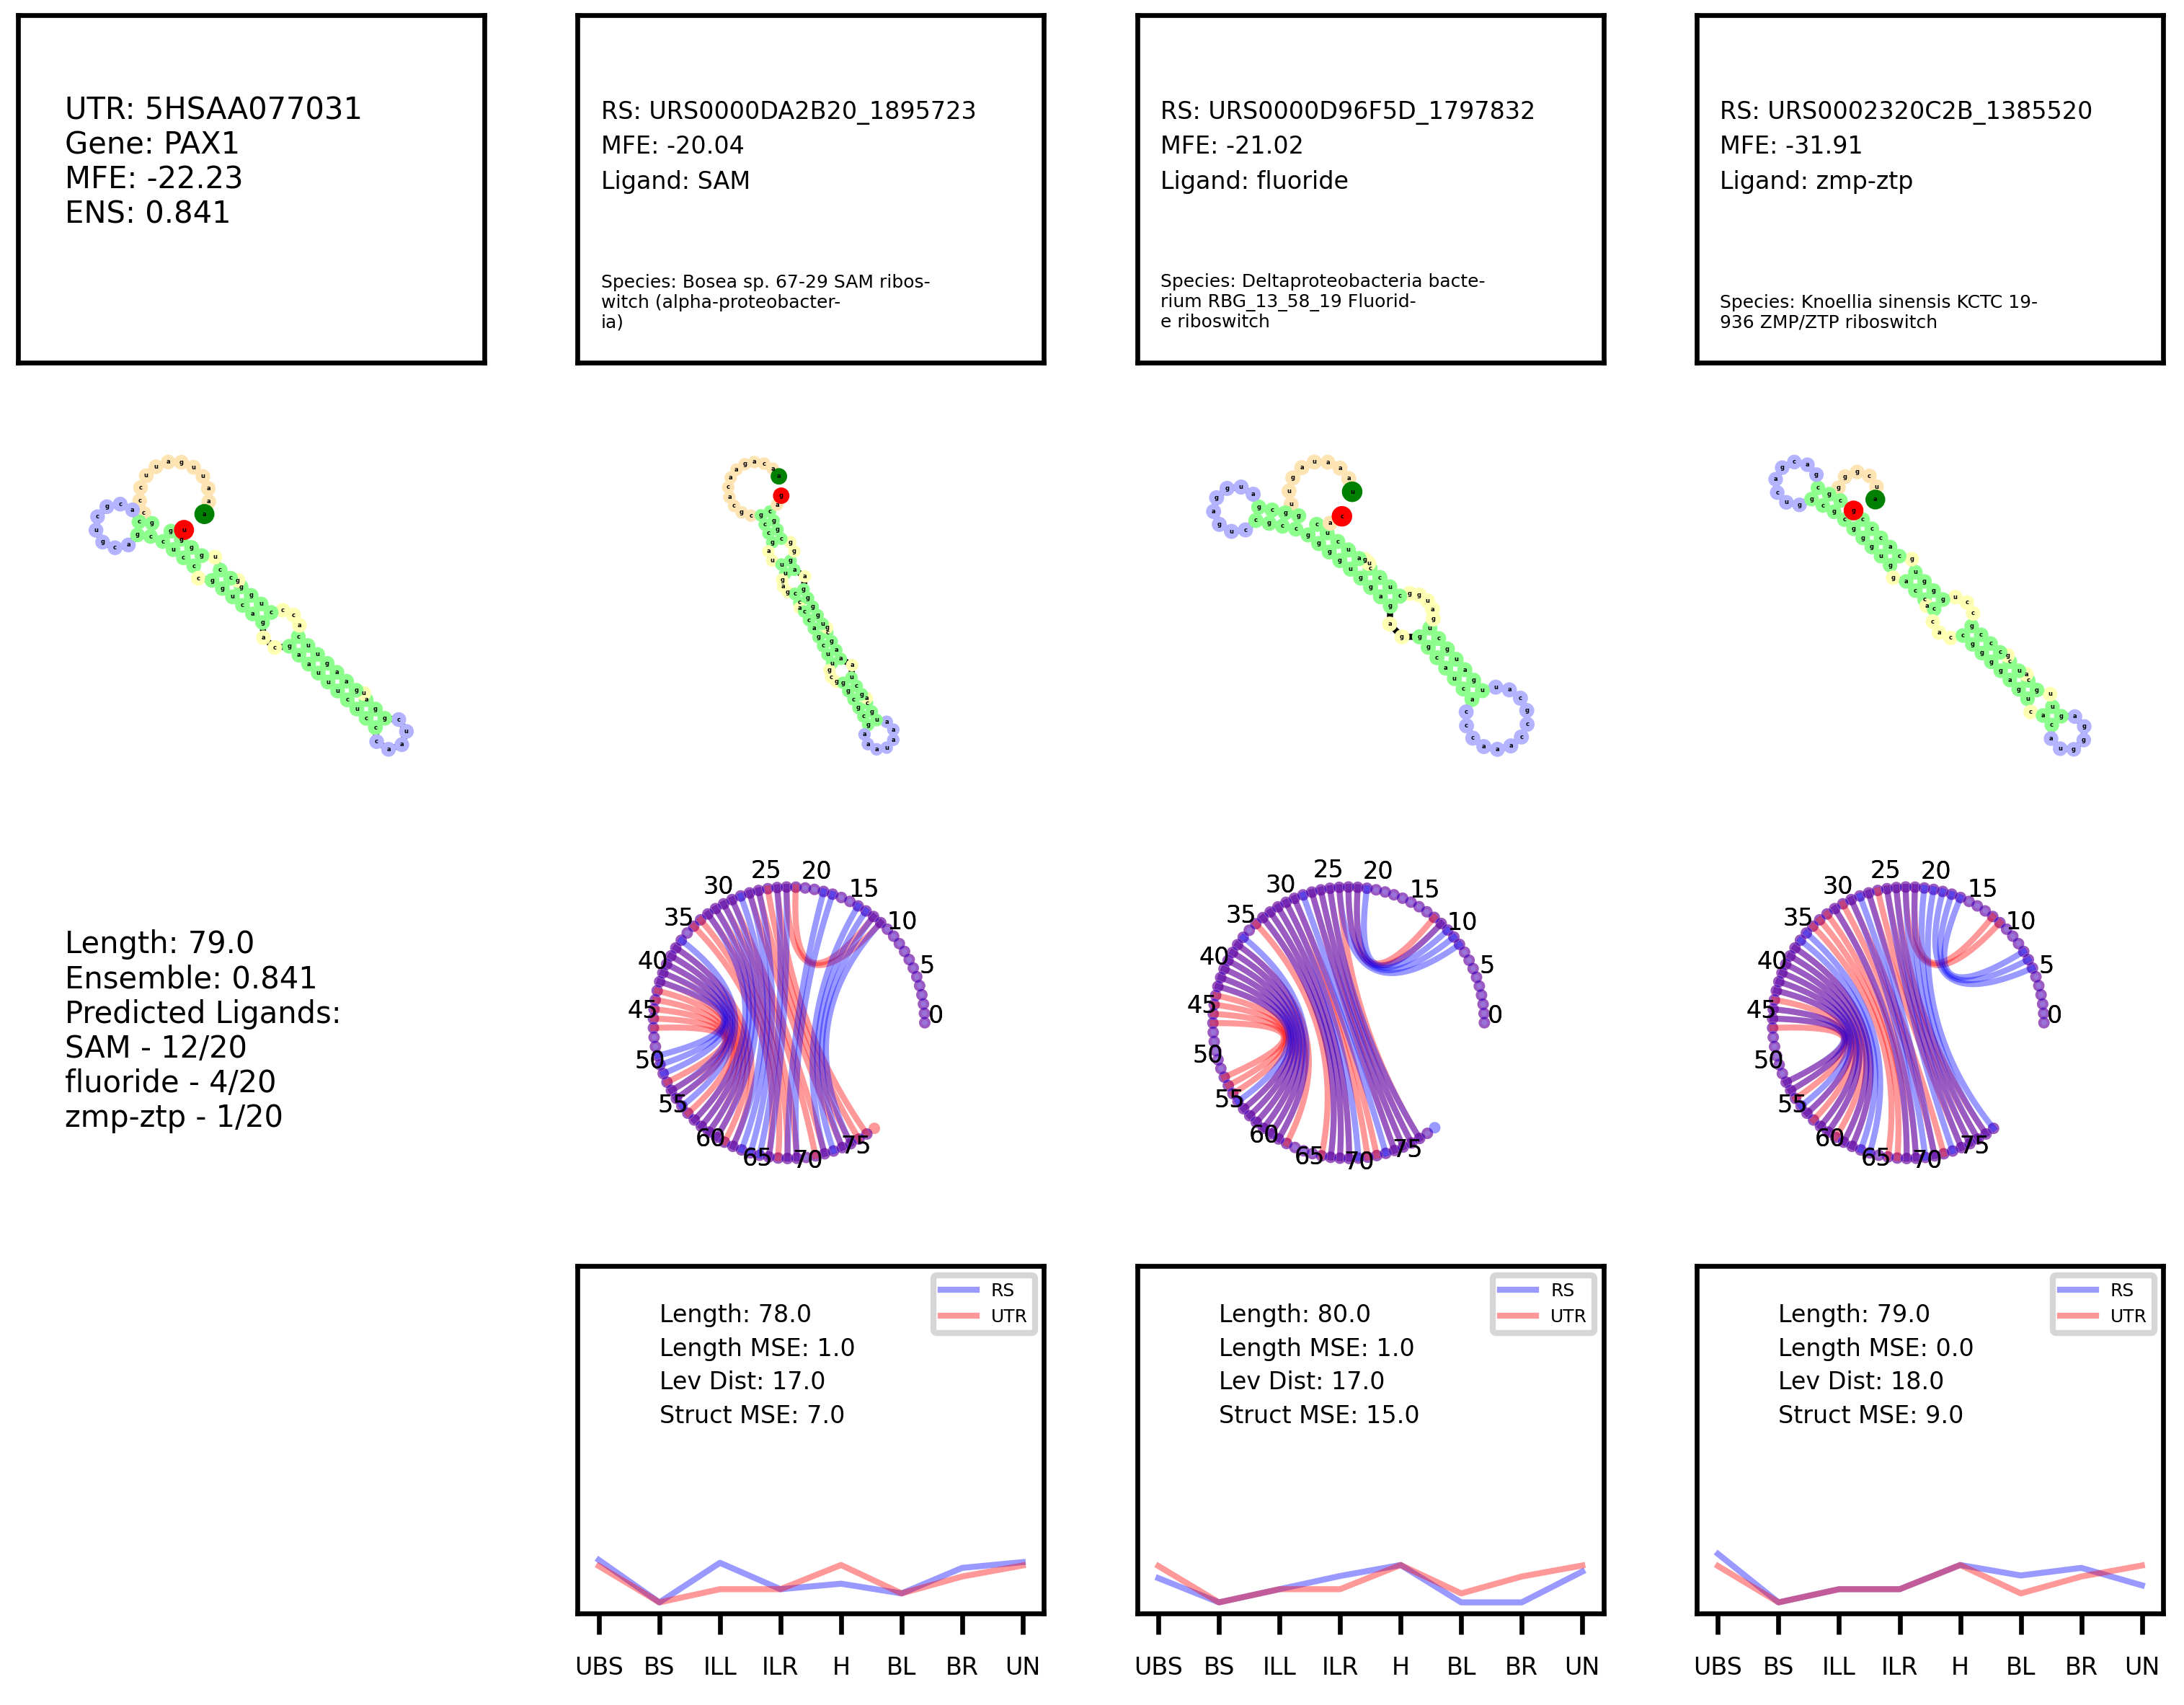 UTR: 5HSAA077031
Gene: PAX1
MFE: -22.23
ENS: 0.841
RS: URS0000DA2B20_1895723
MFE: -20.04
Ligand: SAM
Species: Bosea sp. 67-29 SAM ribos-
witch (alpha-proteobacter-
ia)
RS: URS0000D96F5D_1797832
MFE: -21.02
Ligand: fluoride
Species: Deltaproteobacteria bacte-
rium RBG_13_58_19 Fluorid-
e riboswitch
RS: URS0002320C2B_1385520
MFE: -31.91
Ligand: zmp-ztp
Species: Knoellia sinensis KCTC 19-
936 ZMP/ZTP riboswitch
Length: 79.0
Ensemble: 0.841
Predicted Ligands:
SAM - 12/20
fluoride - 4/20
zmp-ztp - 1/20
0
5
10
15
20
25
30
35
40
45
50
55
60
65
70
75
0
5
10
15
20
25
30
35
40
45
50
55
60
65
70
75
0
5
10
15
20
25
30
35
40
45
50
55
60
65
70
75
Length: 78.0
Length MSE: 1.0
Lev Dist: 17.0
Struct MSE: 7.0
RS
UTR
UBS BS ILL ILR H BL BR UN
Length: 80.0
Length MSE: 1.0
Lev Dist: 17.0
Struct MSE: 15.0
RS
UTR
UBS BS ILL ILR H BL BR UN
Length: 79.0
Length MSE: 0.0
Lev Dist: 18.0
Struct MSE: 9.0
RS
UTR
UBS BS ILL ILR H BL BR UN